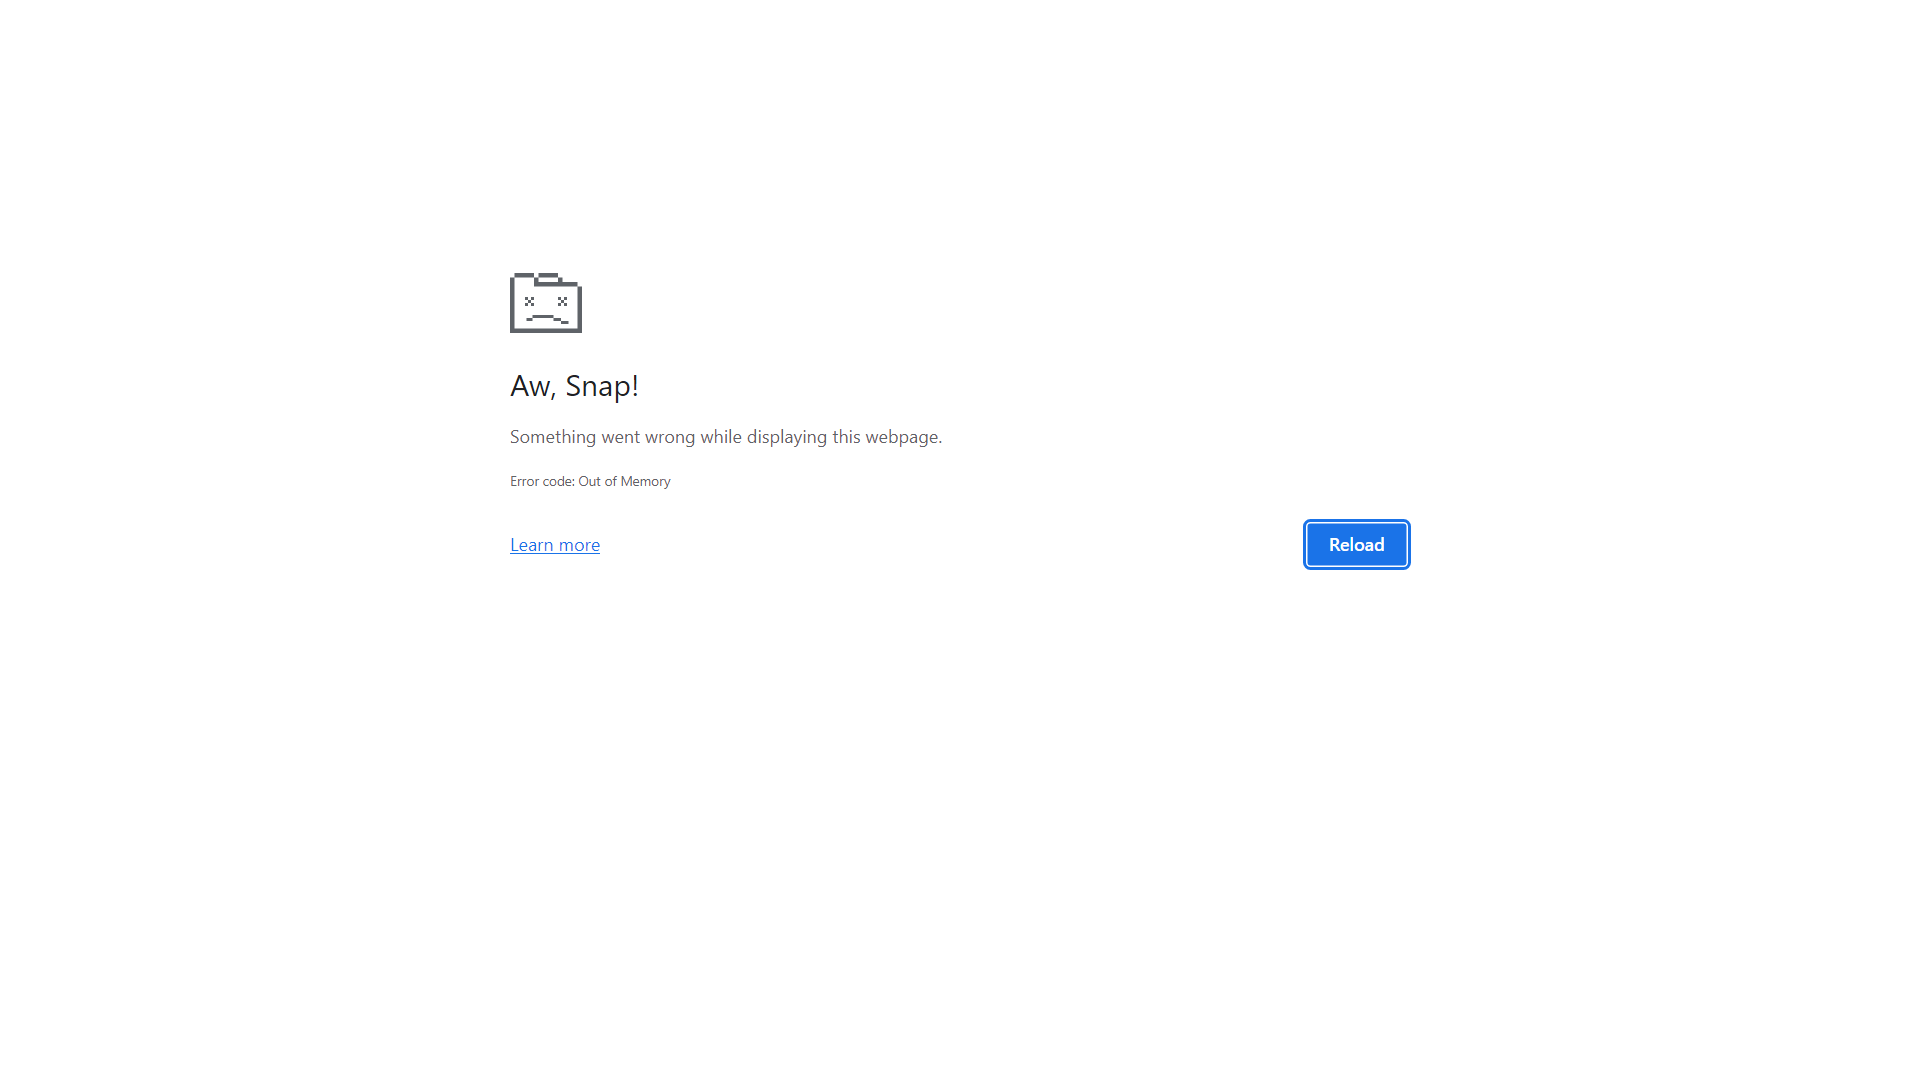 Aw, Snap!
Something went wrong while displaying this webpage.
Error code: Out of Memory
Learn more
Reload